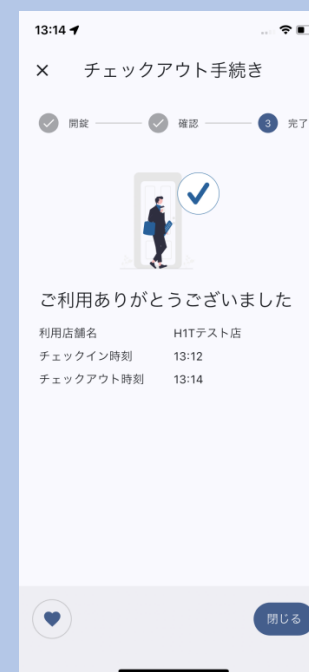 13:14
× チェックアウト手続き
開錠 確認 3 完了
ご利用ありがとうございました
利用店舗名 H1Tテスト店
チェックイン時刻 13:12
チェックアウト時刻 13:14
閉じる